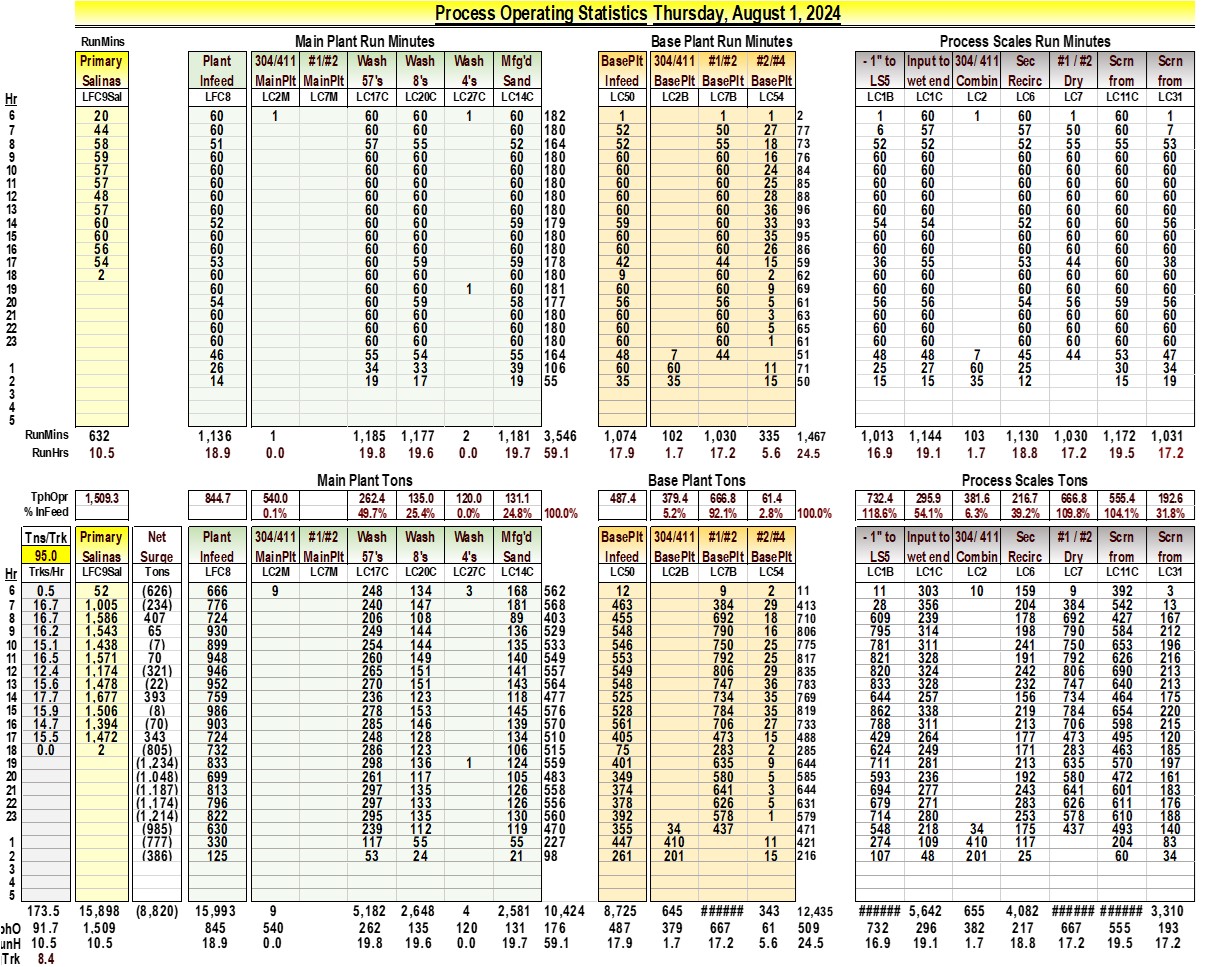 Process Operating Statistics Thursday, August 1, 2024
RunMins Main Plant Run Minutes Base Plant Run Minutes Process Scales Run Minutes
Primary Plant 304/411 #1/#2 Wash Wash Wash Mfg'd BasePlt 304/411 #1/#2 #2/#4 - 1" to Input to 304/ 411 Sec #1 / #2 Scrn Scrn
Salinas Infeed MainPlt MainPlt 57's 8's 4's Sand Infeed BasePlt BasePlt BasePlt LS5 wet end Combin Recirc Dry from from
Hr LFC9Sal LFC8 LC2M LC7M LC17C LC20C LC27C LC14C LC50 LC2B LC7B LC54 LC1B LC1C LC2 LC6 LC7 LC11C LC31
6 20 60 1 60 60 1 60 182 1 1 1 2 1 60 1 60 1 60 1
7 44 60 60 60 60 180 52 50 27 77 6 57 57 50 60 7
8 58 51 57 55 52 164 52 55 18 73 52 52 52 55 55 53
9 59 60 60 60 60 180 60 60 16 76 60 60 60 60 60 60
10 57 60 60 60 60 180 60 60 24 84 60 60 60 60 60 60
11 57 60 60 60 60 180 60 60 25 85 60 60 60 60 60 60
12 48 60 60 60 60 180 60 60 28 88 60 60 60 60 60 60
13 57 60 60 60 60 180 60 60 36 96 60 60 60 60 60 60
14 60 52 60 60 59 179 59 60 33 93 54 54 52 60 60 56
15 60 60 60 60 60 180 60 60 35 95 60 60 60 60 60 60
16 56 60 60 60 60 180 60 60 26 86 60 60 60 60 60 60
17 54 53 60 59 59 178 42 44 15 59 36 55 53 44 60 38
18 2 60 60 60 60 180 9 60 2 62 60 60 60 60 60 60
19 60 60 60 1 60 181 60 60 9 69 60 60 60 60 60 60
20 54 60 59 58 177 56 56 5 61 56 56 54 56 59 56
21 60 60 60 60 180 60 60 3 63 60 60 60 60 60 60
22 60 60 60 60 180 60 60 5 65 60 60 60 60 60 60
23 60 60 60 60 180 60 60 1 61 60 60 60 60 60 60
46 55 54 55 164 48 7 44 51 48 48 7 45 44 53 47
1 26 34 33 39 106 60 60 11 71 25 27 60 25 30 34
2 14 19 17 19 55 35 35 15 50 15 15 35 12 15 19
3
4
5
RunMins 632 1,136 1 1,185 1,177 2 1,181 3,546 1,074 102 1,030 335 1,467 1,013 1,144 103 1,130 1,030 1,172 1,031
RunHrs 10.5 18.9 0.0 19.8 19.6 0.0 19.7 59.1 17.9 1.7 17.2 5.6 24.5 16.9 19.1 1.7 18.8 17.2 19.5 17.2
Main Plant Tons Base Plant Tons Process Scales Tons
TphOpr 1,509.3 844.7 540.0 262.4 135.0 120.0 131.1 487.4 379.4 666.8 61.4 732.4 295.9 381.6 216.7 666.8 555.4 192.6
% InFeed 0.1% 49.7% 25.4% 0.0% 24.8% 100.0% 5.2% 92.1% 2.8% 100.0% 118.6% 54.1% 6.3% 39.2% 109.8% 104.1% 31.8%
Tns/Trk Primary Net Plant 304/411 #1/#2 Wash Wash Wash Mfg'd BasePlt 304/411 #1/#2 #2/#4 - 1" to Input to 304/ 411 Sec #1 / #2 Scrn Scrn
95.0 Salinas Surge Infeed MainPlt MainPlt 57's 8's 4's Sand Infeed BasePlt BasePlt BasePlt LS5 wet end Combin Recirc Dry from from
Hr Trks/Hr LFC9Sal Tons LFC8 LC2M LC7M LC17C LC20C LC27C LC14C LC50 LC2B LC7B LC54 LC1B LC1C LC2 LC6 LC7 LC11C LC31
6 0.5 52 (626) 666 9 248 134 3 168 562 12 9 2 11 11 303 10 159 9 392 3
7 16.7 1,005 (234) 776 240 147 181 568 463 384 29 413 28 356 204 384 542 13
8 16.7 1,586 407 724 206 108 89 403 455 692 18 710 609 239 178 692 427 167
9 16.2 1,543 65 930 249 144 136 529 548 790 16 806 795 314 198 790 584 212
10 15.1 1,438 (7) 899 254 144 135 533 546 750 25 775 781 311 241 750 653 196
11 16.5 1,571 70 948 260 149 140 549 553 792 25 817 821 328 191 792 626 216
12 12.4 1,174 (321) 946 265 151 141 557 549 806 29 835 820 324 242 806 690 213
13 15.6 1,478 (22) 952 270 151 143 564 548 747 36 783 833 328 232 747 640 213
14 17.7 1,677 393 759 236 123 118 477 525 734 35 769 644 257 156 734 464 175
15 15.9 1,506 (8) 986 278 153 145 576 528 784 35 819 862 338 219 784 654 220
16 14.7 1,394 (70) 903 285 146 139 570 561 706 27 733 788 311 213 706 598 215
17 15.5 1,472 343 724 248 128 134 510 405 473 15 488 429 264 177 473 495 120
18 0.0 2 (805) 732 286 123 106 515 75 283 2 285 624 249 171 283 463 185
19 (1,234) 833 298 136 1 124 559 401 635 9 644 711 281 213 635 570 197
20 (1,048) 699 261 117 105 483 349 580 5 585 593 236 192 580 472 161
21 (1,187) 813 297 135 126 558 374 641 3 644 694 277 243 641 601 183
22 (1,174) 796 297 133 126 556 378 626 5 631 679 271 283 626 611 176
23 (1,214) 822 295 135 130 560 392 578 1 579 714 280 253 578 610 188
(985) 630 239 112 119 470 355 34 437 471 548 218 34 175 437 493 140
1 (777) 330 117 55 55 227 447 410 11 421 274 109 410 117 204 83
2 (386) 125 53 24 21 98 261 201 15 216 107 48 201 25 60 34
3
4
5
173.5 15,898 (8,820) 15,993 9 5,182 2,648 4 2,581 10,424 8,725 645 ###### 343 12,435 ###### 5,642 655 4,082 ###### ###### 3,310
phO 91.7 1,509 845 540 262 135 120 131 176 487 379 667 61 509 732 296 382 217 667 555 193
unH 10.5 10.5 18.9 0.0 19.8 19.6 0.0 19.7 59.1 17.9 1.7 17.2 5.6 24.5 16.9 19.1 1.7 18.8 17.2 19.5 17.2
Trk 8.4